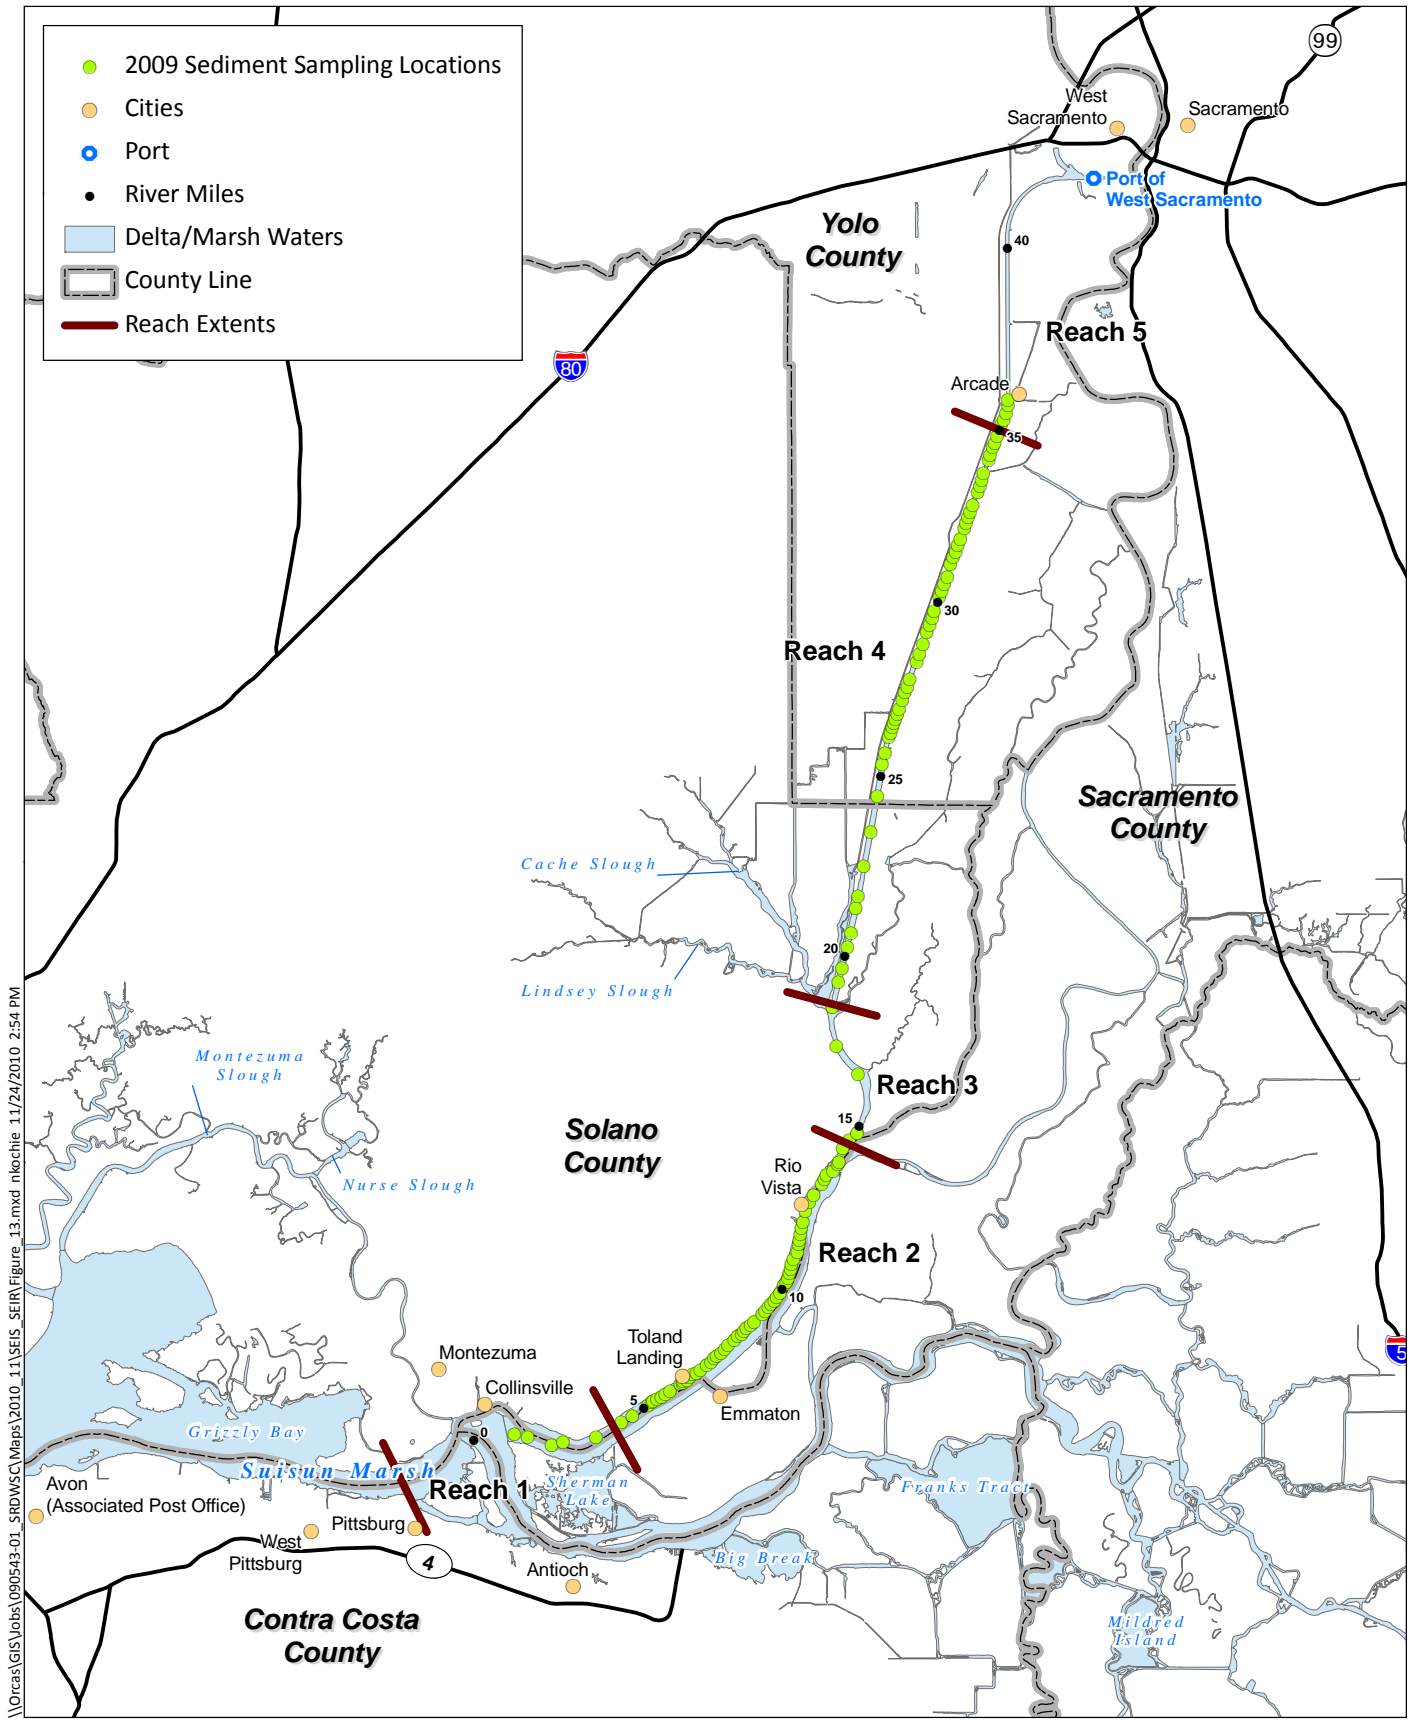 2009 Sediment Sampling Locations
Cities
Port
River Miles
Delta/Marsh Waters
County Line
Reach Extents
99
West
Sacramento
Sacramento
Port of
West Sacramento
Yolo
County
40
Reach 5
80
Arcade
35
30
Reach 4
25
Sacramento
County
Cache Slough
20
Lindsey Slough
Montezuma
Slough
Reach 3
15
Solano
County
Rio
Vista
Nurse Slough
Reach 2
10
Toland
Landing
5
Montezuma
Collinsville
5
Emmaton
0
Grizzly Bay
Suisun Marsh
Reach 1
Sherman
Lake
Franks Tract
Avon
(Associated Post Office)
Pittsburg
West
Pittsburg
4
Big Break
Antioch
Contra Costa
County
Mildred
Island
\\Orcas\GIS\Jobs\090543-01_SRDWSC\Maps\2010_11\SEIS_SEIR\Figure_13.mxd nkochie 11/24/2010 2:54 PM